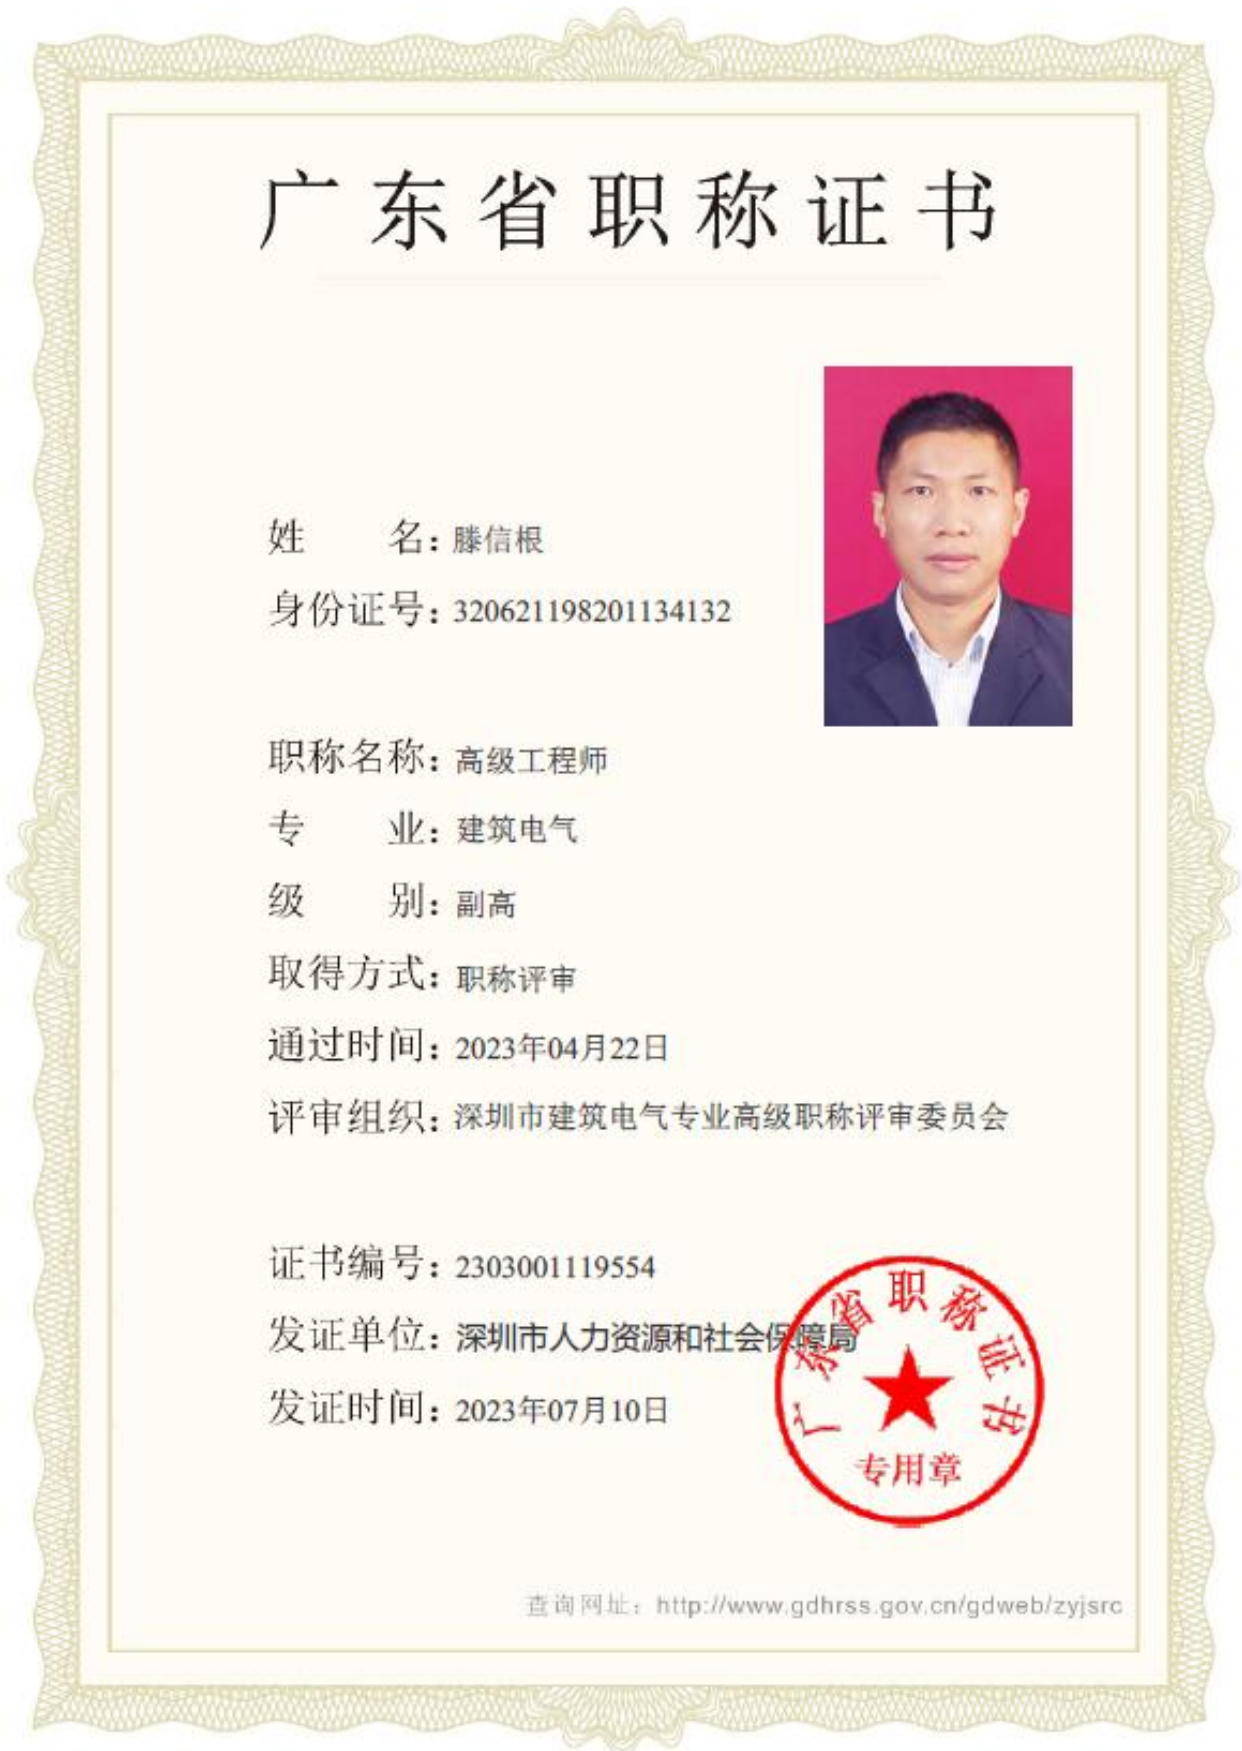 广东省职称证书
姓名：滕信根
身份证号：320621198201134132
职称名称：高级工程师
专业：建筑电气
级别：副高
取得方式：职称评审
通过时间：2023年04月22日
评审组织：深圳市建筑电气专业高级职称评审委员会
证书编号：2303001119554
发证单位：深圳市人力资源和社会保障局
发证时间：2023年07月10日
广东省职称证书
专用章
查询网址：http://www.gdhrss.gov.cn/gdweb/zyjsrc